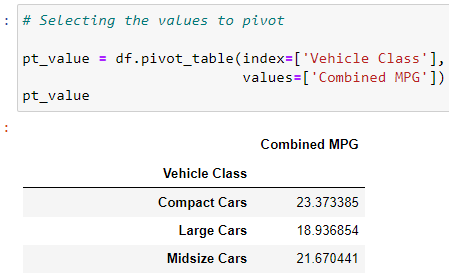 : # Selecting the values to pivot
pt_value = df.pivot_table(index=['Vehicle Class'],
values=['Combined MPG'])
pt_value
:
Combined MPG
Vehicle Class
Compact Cars 23.373385
Large Cars 18.936854
Midsize Cars 21.670441